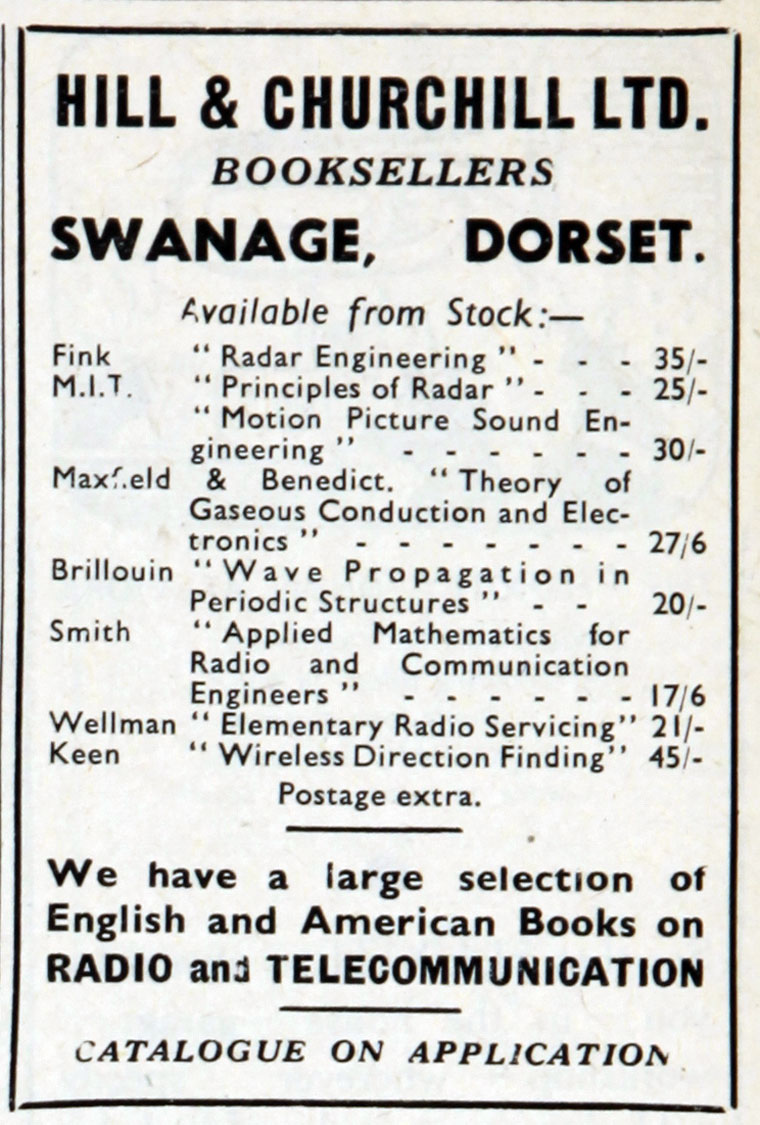 HILL & CHURCHILL LTD.
BOOKSELLERS
SWANAGE, DORSET.
Available from Stock:—
Fink "Radar Engineering" - - - 35/-
M.I.T. "Principles of Radar" - - - 25/-
"Motion Picture Sound En-
gineering" - - - - - - 30/-
Maxfield & Benedict. "Theory of
Gaseous Conduction and Elec-
tronics" - - - - - - - 27/6
Brillouin "Wave Propagation in
Periodic Structures" - - 20/-
Smith "Applied Mathematics for
Radio and Communication
Engineers" - - - - - - 17/6
Wellman "Elementary Radio Servicing" 21/-
Keen "Wireless Direction Finding" 45/-
Postage extra.
We have a large selection of
English and American Books on
RADIO and TELECOMMUNICATION
CATALOGUE ON APPLICATION